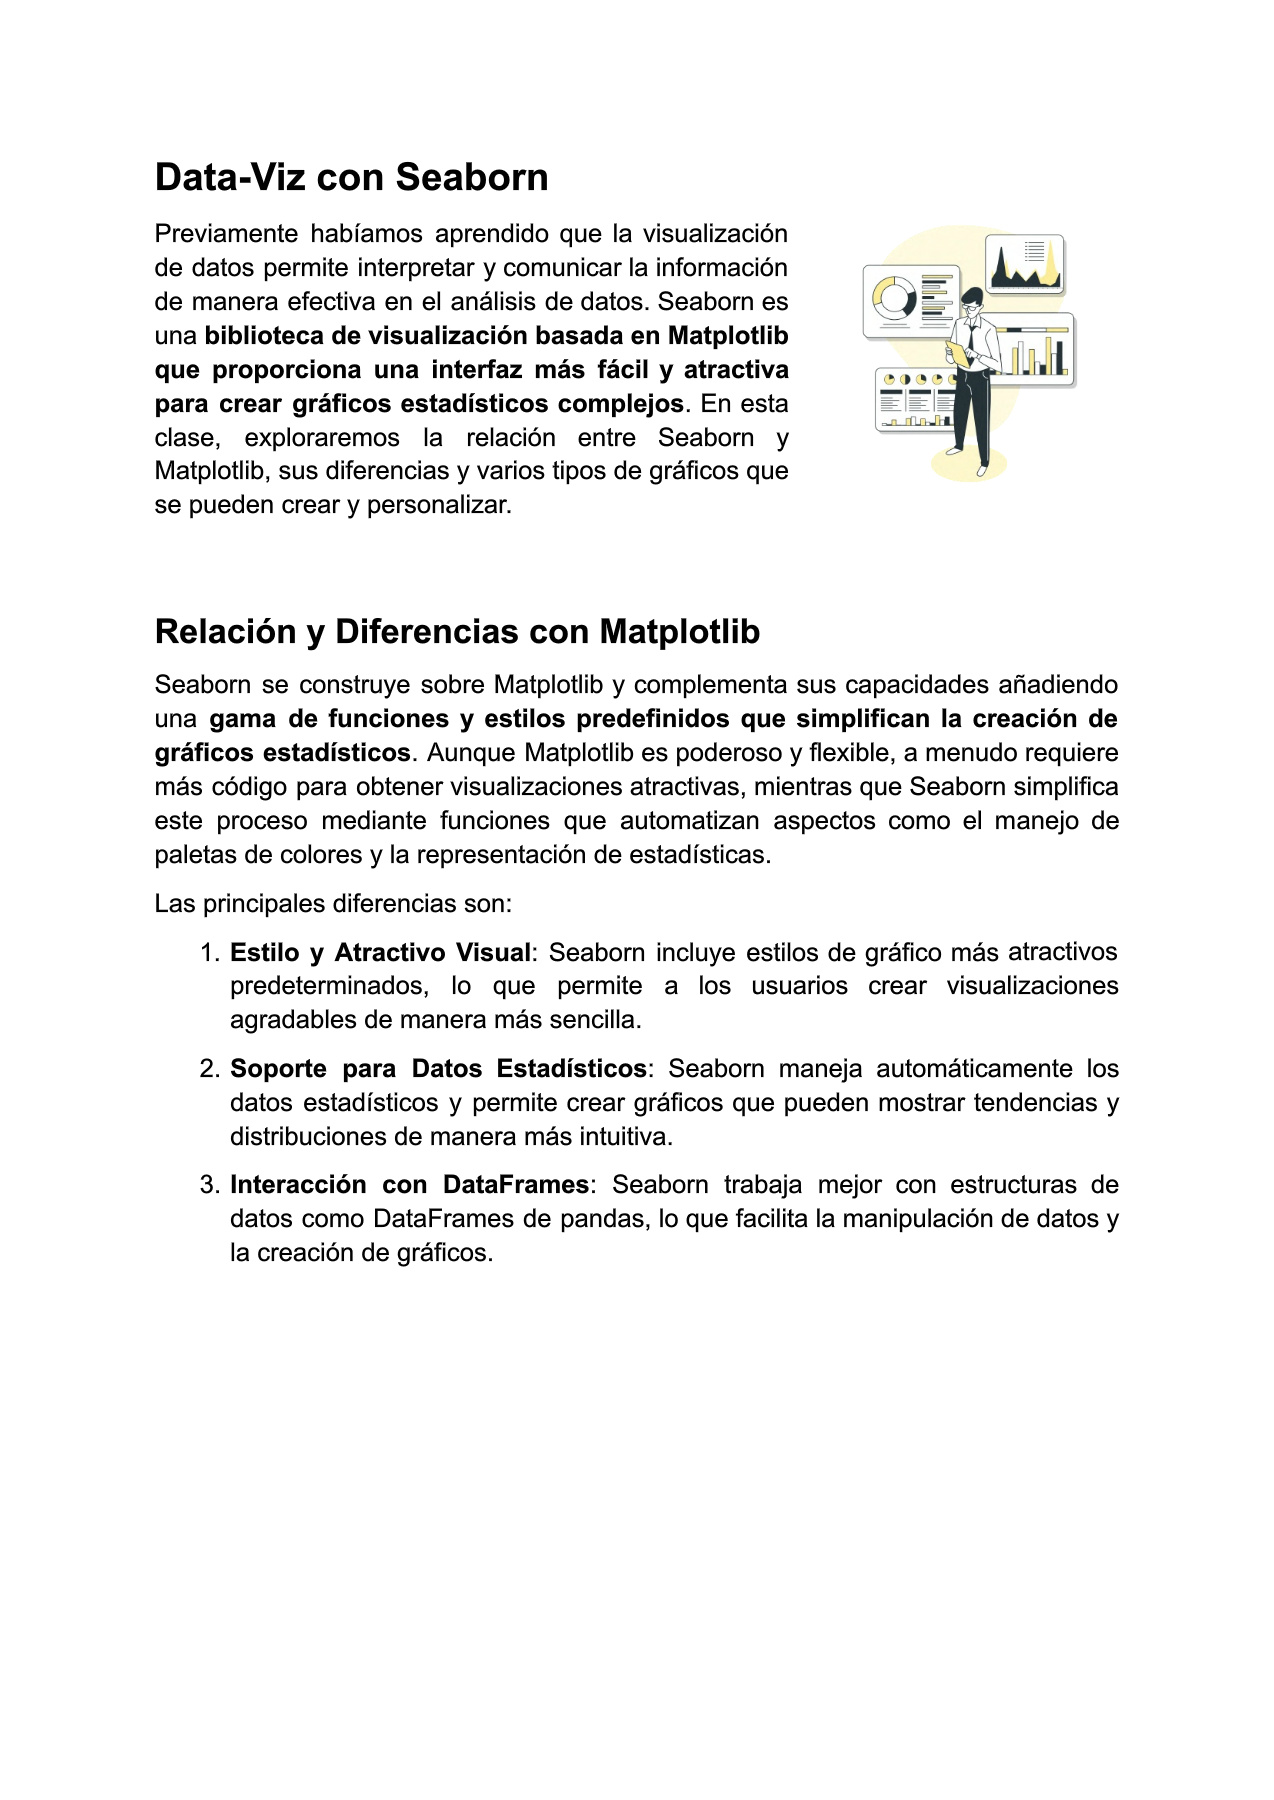 Data-Viz con Seaborn
Previamente habíamos aprendido que la visualización
de datos permite interpretar y comunicar la información
de manera efectiva en el análisis de datos. Seaborn es
una biblioteca de visualización basada en Matplotlib
que proporciona una interfaz más fácil y atractiva
para crear gráficos estadísticos complejos. En esta
clase, exploraremos la relación entre Seaborn y
Matplotlib, sus diferencias y varios tipos de gráficos que
se pueden crear y personalizar.
Relación y Diferencias con Matplotlib
Seaborn se construye sobre Matplotlib y complementa sus capacidades añadiendo
una gama de funciones y estilos predefinidos que simplifican la creación de
gráficos estadísticos. Aunque Matplotlib es poderoso y flexible, a menudo requiere
más código para obtener visualizaciones atractivas, mientras que Seaborn simplifica
este proceso mediante funciones que automatizan aspectos como el manejo de
paletas de colores y la representación de estadísticas.
Las principales diferencias son:
1. Estilo y Atractivo Visual: Seaborn incluye estilos de gráfico más atractivos
predeterminados, lo que permite a los usuarios crear visualizaciones
agradables de manera más sencilla.
2. Soporte para Datos Estadísticos: Seaborn maneja automáticamente los
datos estadísticos y permite crear gráficos que pueden mostrar tendencias y
distribuciones de manera más intuitiva.
3. Interacción con DataFrames: Seaborn trabaja mejor con estructuras de
datos como DataFrames de pandas, lo que facilita la manipulación de datos y
la creación de gráficos.